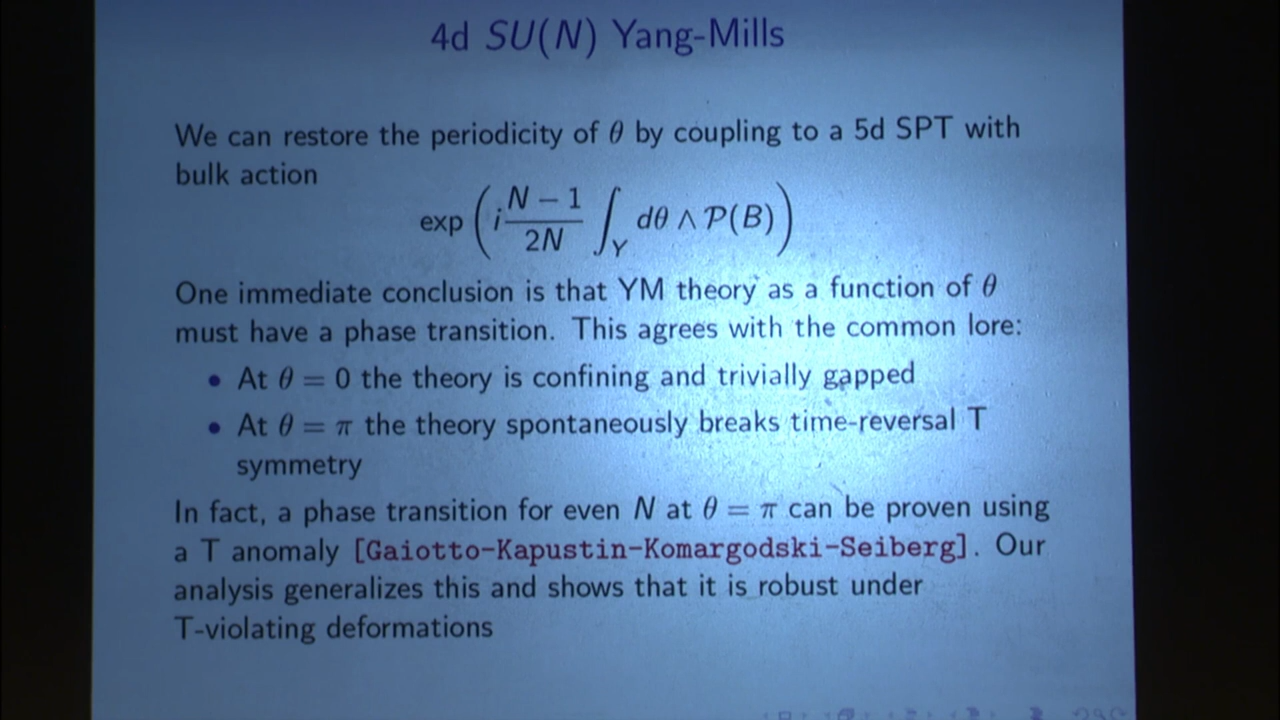 4d SU(N) Yang-Mills
We can restore the periodicity of θ by coupling to a 5d SPT with
bulk action
exp ( i \frac{N − 1}{2N} ∫_Y dθ ∧ P(B) )
One immediate conclusion is that YM theory as a function of θ
must have a phase transition. This agrees with the common lore:
• At θ = 0 the theory is confining and trivially gapped
• At θ = π the theory spontaneously breaks time-reversal T
symmetry
In fact, a phase transition for even N at θ = π can be proven using
a T anomaly [Gaiotto-Kapustin-Komargodski-Seiberg]. Our
analysis generalizes this and shows that it is robust under
T-violating deformations